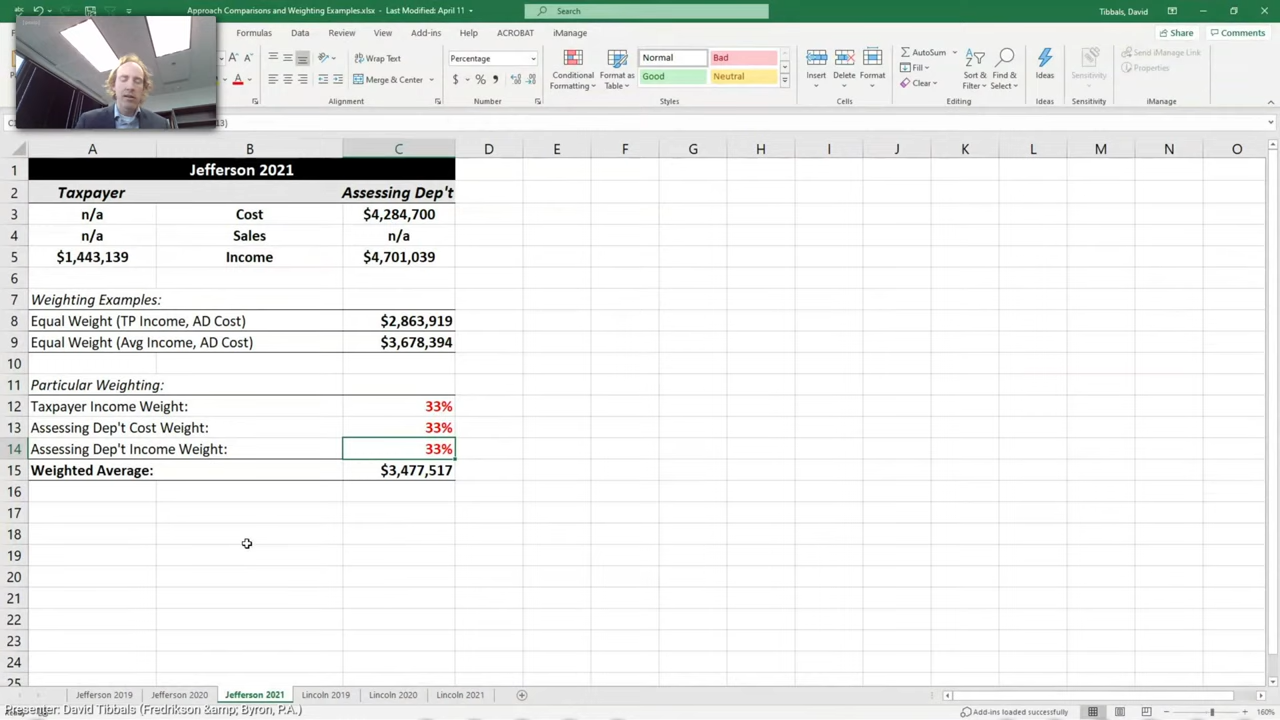 Approach Comparisons and Weighting Examples.xlsx - Last Modified: April 11
Search
Tibbals, David
Formulas Data Review View Add-ins Help ACROBAT iManage
Share Comments
Wrap Text
Merge & Center
Alignment
Percentage
Number
Conditional Formatting
Format as Table
Normal Bad
Good Neutral
Styles
Insert Delete Format
Cells
AutoSum
Fill
Clear
Sort & Filter
Find & Select
Editing
Ideas
Ideas
Sensitivity
Sensitivity
Send iManage Link
Properties
iManage
A B C D E F G H I J K L M N O
1 Jefferson 2021
2 Taxpayer Assessing Dep't
3 n/a Cost $4,284,700
4 n/a Sales n/a
5 $1,443,139 Income $4,701,039
6
7 Weighting Examples:
8 Equal Weight (TP Income, AD Cost) $2,863,919
9 Equal Weight (Avg Income, AD Cost) $3,678,394
10
11 Particular Weighting:
12 Taxpayer Income Weight: 33%
13 Assessing Dep't Cost Weight: 33%
14 Assessing Dep't Income Weight: 33%
15 Weighted Average: $3,477,517
16
17
18
19
20
21
22
23
24
25
Jefferson 2019 Jefferson 2020 Jefferson 2021 Lincoln 2019 Lincoln 2020 Lincoln 2021
Presenter: David Tibbals (Fredrikson &amp; Byron, P.A.)
Add-ins loaded successfully
160%